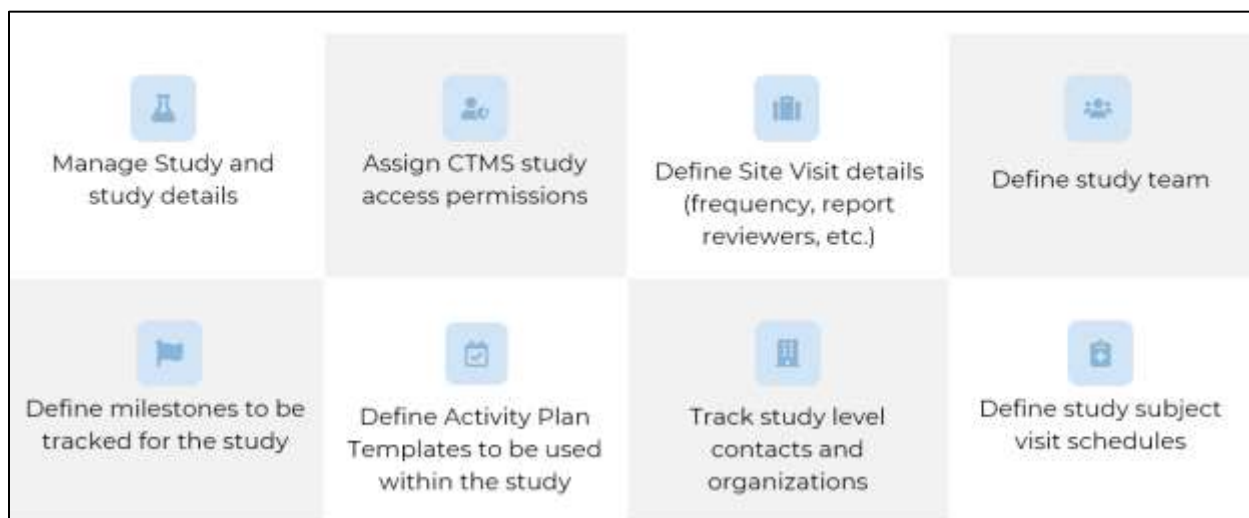 Manage Study and
study details
Assign CTMS study
access permissions
Define Site Visit details
(frequency, report
reviewers, etc.)
Define study team
Define milestones to be
tracked for the study
Define Activity Plan
Templates to be used
within the study
Track study level
contacts and
organizations
Define study subject
visit schedules